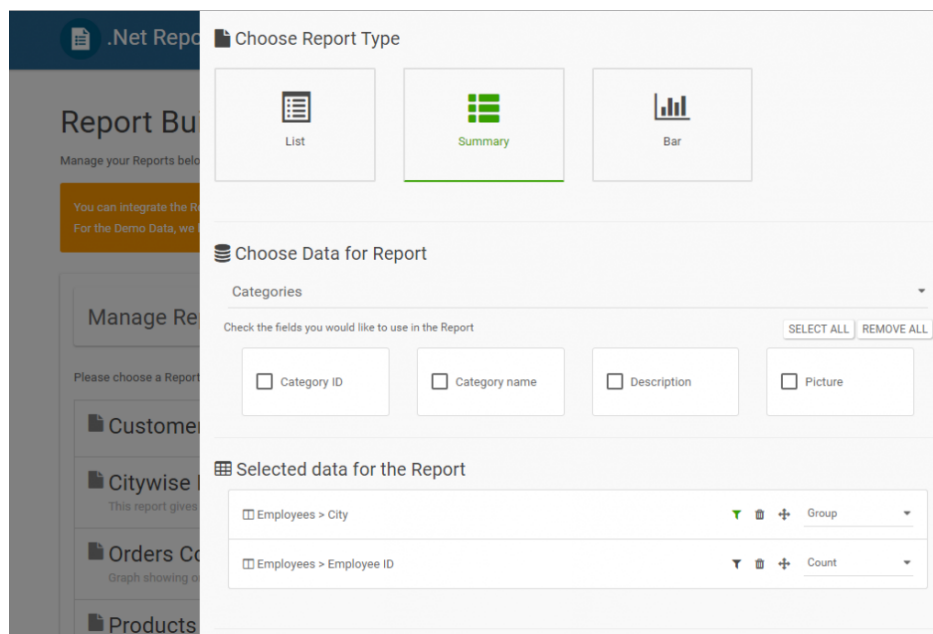 .Net Repo
Choose Report Type
List
Summary
Bar
Report Bu
Manage your Reports belo
You can integrate the R
For the Demo Data, we
Choose Data for Report
Categories
Check the fields you would like to use in the Report
SELECT ALL
REMOVE ALL
Category ID
Category name
Description
Picture
Manage Re
Please choose a Report
Custome
Citywise
This report gives
Orders Co
Graph showing o
Products
Selected data for the Report
Employees > City
Group
Employees > Employee ID
Count